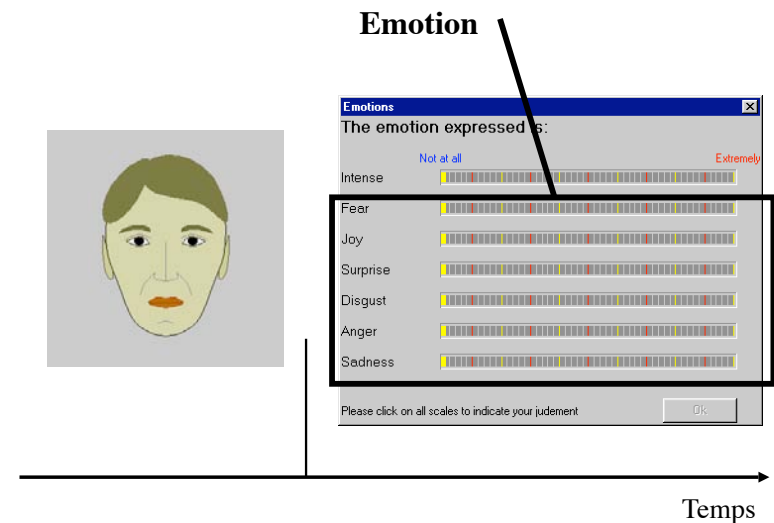 Emotion
Emotions
The emotion expressed is:
Not at all Extremely
Intense
Fear
Joy
Surprise
Disgust
Anger
Sadness
Please click on all scales to indicate your judement
Ok
Temps